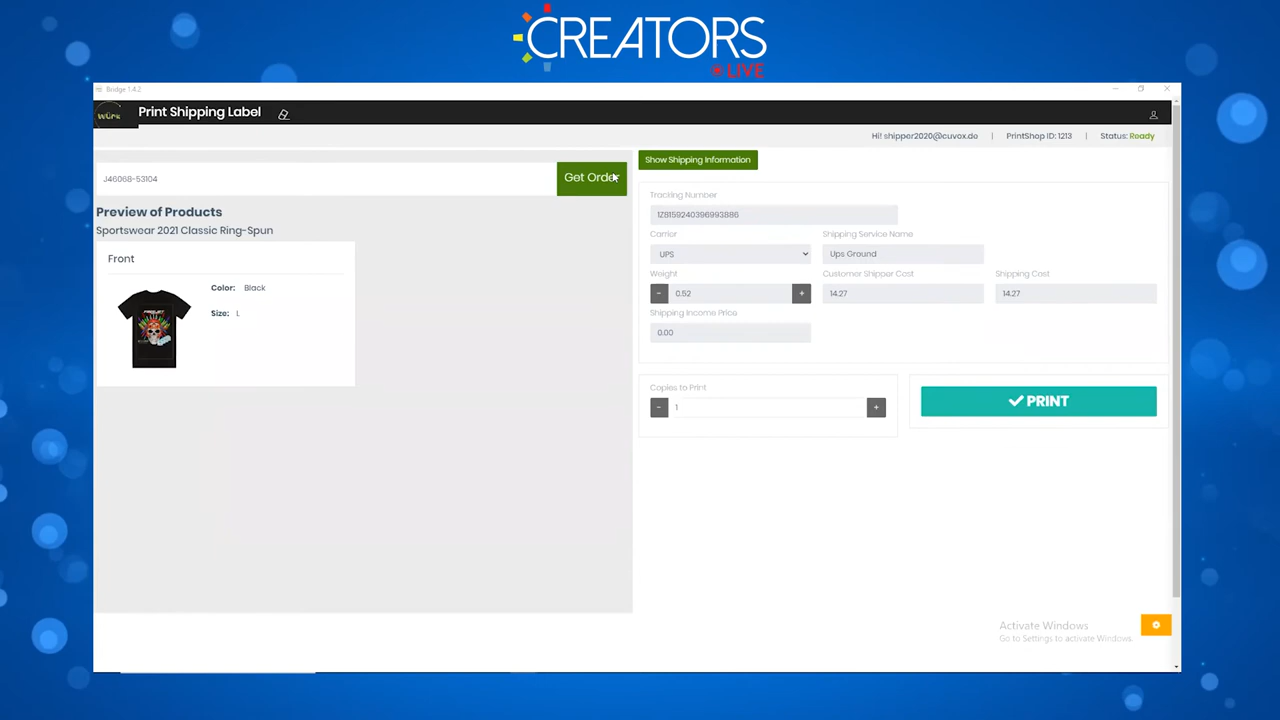 CREATORS
LIVE
Bridge 1.4.2
WÜRK
Print Shipping Label
Hi! shipper2020@cuvox.de | PrintShop ID: 1213 | Status: Ready
J46068-53104
Get Order
Preview of Products
Sportswear 2021 Classic Ring-Spun
Front
Color: Black
Size: L
Show Shipping Information
Tracking Number
1Z8159240396993886
Carrior
Shipping Service Name
UPS
Ups Ground
Weight
Customer Shipper Cost
Shipping Cost
-
0.52
+
14.27
14.27
Shipping Income Price
0.00
Copies to Print
-
1
+
PRINT
Activate Windows
Go to Settings to activate Windows.